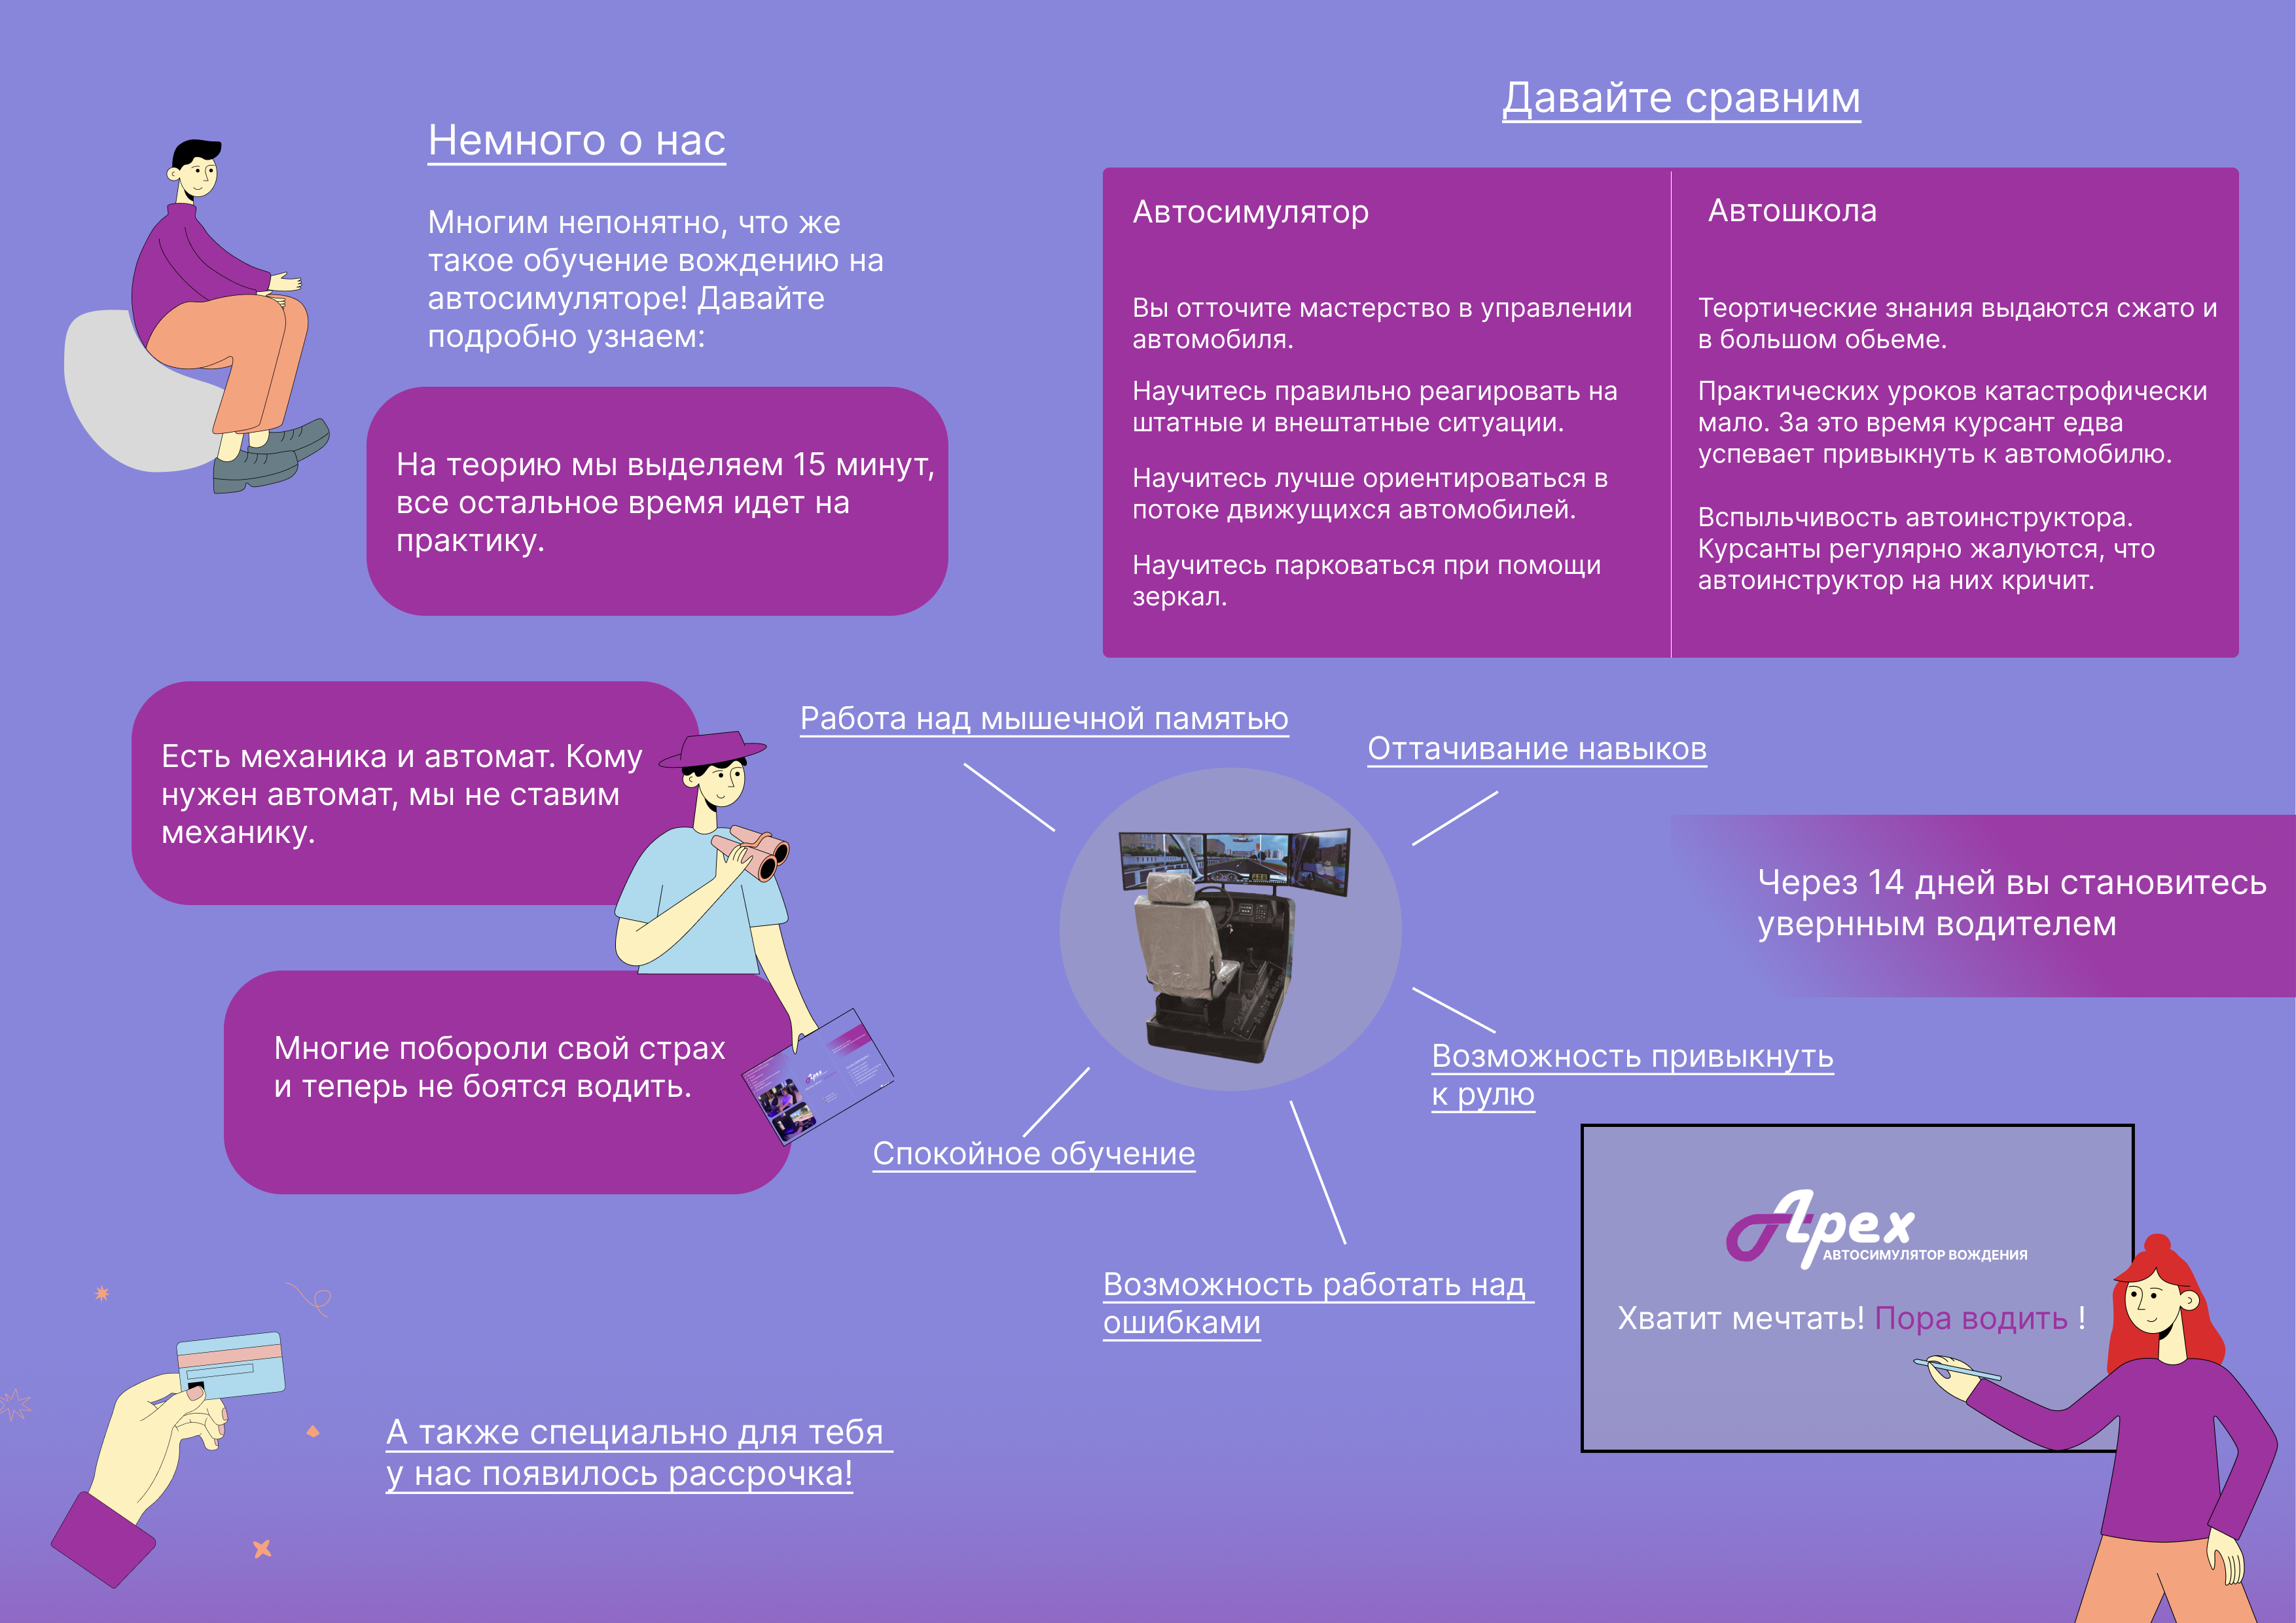 Немного о нас
Многим непонятно, что же
такое обучение вождению на
автосимуляторе! Давайте
подробно узнаем:
На теорию мы выделяем 15 минут,
все остальное время идет на
практику.
Есть механика и автомат. Кому
нужен автомат, мы не ставим
механику.
Многие побороли свой страх
и теперь не боятся водить.
А также специально для тебя
у нас появилось рассрочка!
Давайте сравним
Автосимулятор
Вы отточите мастерство в управлении
автомобиля.
Научитесь правильно реагировать на
штатные и внештатные ситуации.
Научитесь лучше ориентироваться в
потоке движущихся автомобилей.
Научитесь парковаться при помощи
зеркал.
Автошкола
Теортические знания выдаются сжато и
в большом обьеме.
Практических уроков катастрофически
мало. За это время курсант едва
успевает привыкнуть к автомобилю.
Вспыльчивость автоинструктора.
Курсанты регулярно жалуются, что
автоинструктор на них кричит.
Работа над мышечной памятью
Оттачивание навыков
Через 14 дней вы становитесь
увернным водителем
Возможность привыкнуть
к рулю
Спокойное обучение
Возможность работать над
ошибками
Apex
АВТОСИМУЛЯТОР ВОЖДЕНИЯ
Хватит мечтать! Пора водить !
Apex